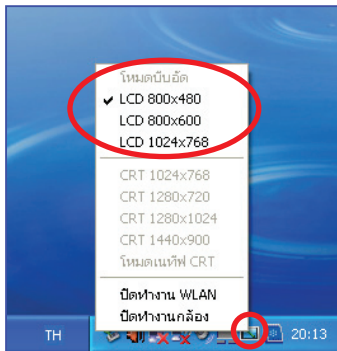 โหมดบีบอัด
LCD 800x480
LCD 800x600
LCD 1024x768
CRT 1024x768
CRT 1280x720
CRT 1280x1024
CRT 1440x900
โหมดเนทีฟ CRT
ปิดทำงาน WLAN
ปิดทำงานกล้อง
TH
20:13